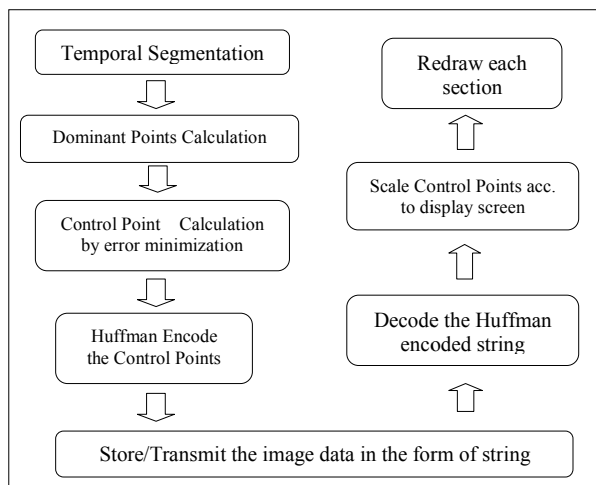 Temporal Segmentation
Dominant Points Calculation
Control Point Calculation
by error minimization
Huffman Encode
the Control Points
Store/Transmit the image data in the form of string
Decode the Huffman
encoded string
Scale Control Points acc.
to display screen
Redraw each
section